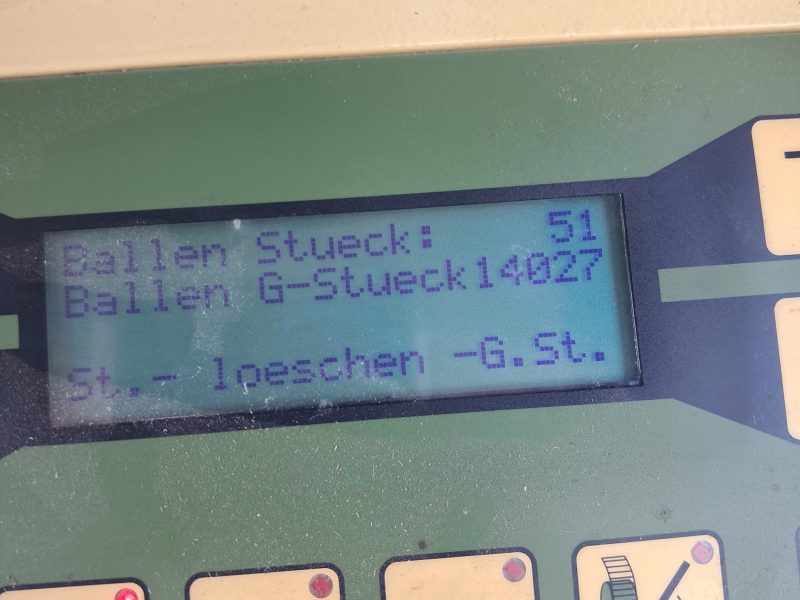 Ballen Stueck: 51
Ballen G-Stueck14027
St.- loeschen -G.St.